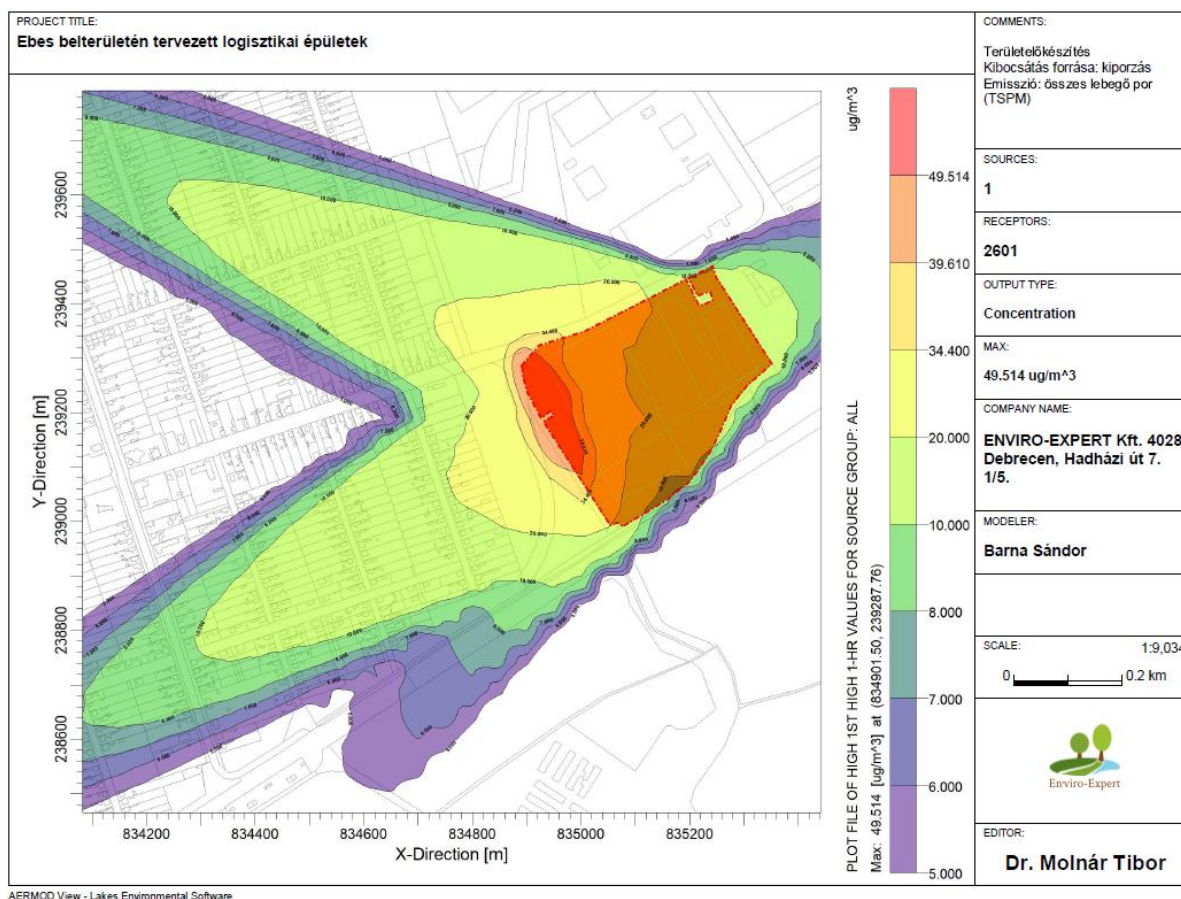 PROJECT TITLE:
Ebes belterületén tervezett logisztikai épületek
COMMENTS:
Területelőkészítés
Kibocsátás forrása: kiporzás
Emisszió: összes lebegő por
(TSPM)
SOURCES:
1
RECEPTORS:
2601
OUTPUT TYPE:
Concentration
MAX:
49.514 ug/m^3
COMPANY NAME:
ENVIRO-EXPERT Kft. 4028
Debrecen, Hadházi út 7.
1/5.
MODELER:
Barna Sándor
SCALE:
1:9,034
0
0.2 km
Enviro-Expert
EDITOR:
Dr. Molnár Tibor
ug/m^3
49.514
39.610
34.400
20.000
10.000
8.000
7.000
6.000
5.000
PLOT FILE OF HIGH 1ST HIGH 1-HR VALUES FOR SOURCE GROUP: ALL
Max: 49.514 [ug/m^3] at (834901.50, 239287.76)
Y-Direction [m]
239600
239400
239200
239000
238800
238600
834200
834400
834600
834800
835000
835200
X-Direction [m]
AERMOD View - Lakes Environmental Software